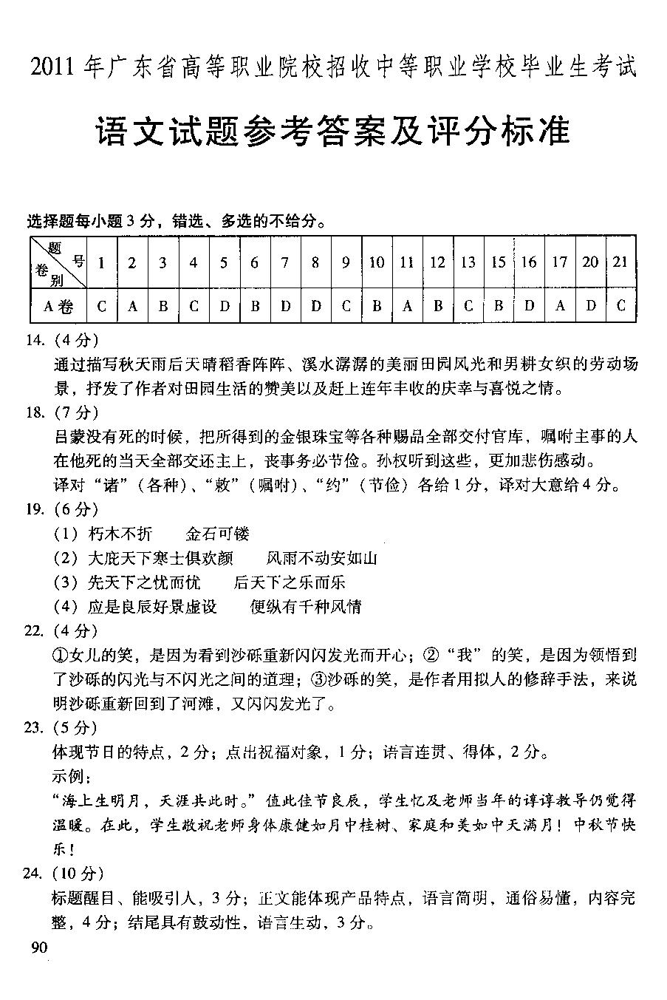 2011年广东省高等职业院校招收中等职业学校毕业生考试
语文试题参考答案及评分标准
选择题每小题3分，错选、多选的不给分。
题号 卷别 1 2 3 4 5 6 7 8 9 10 11 12 13 15 16 17 20 21
A卷 C A B C D B D D C B A B C B D A D C
14.（4分）
通过描写秋天雨后天晴稻香阵阵、溪水潺潺的美丽田园风光和男耕女织的劳动场
景，抒发了作者对田园生活的赞美以及赶上连年丰收的庆幸与喜悦之情。
18.（7分）
吕蒙没有死的时候，把所得到的金银珠宝等各种赐品全部交付官库，嘱咐主事的人
在他死的当天全部交还主上，丧事务必节俭。孙权听到这些，更加悲伤感动。
译对“诸”（各种）、“敕”（嘱咐）、“约”（节俭）各给1分，译对大意给4分。
19.（6分）
（1）朽木不折　　金石可镂
（2）大庇天下寒士俱欢颜　　风雨不动安如山
（3）先天下之忧而忧　　后天下之乐而乐
（4）应是良辰好景虚设　　便纵有千种风情
22.（4分）
①女儿的笑，是因为看到沙砾重新闪闪发光而开心；②“我”的笑，是因为领悟到
了沙砾的闪光与不闪光之间的道理；③沙砾的笑，是作者用拟人的修辞手法，来说
明沙砾重新回到了河滩，又闪闪发光了。
23.（5分）
体现节日的特点，2分；点出祝福对象，1分；语言连贯、得体，2分。
示例：
“海上生明月，天涯共此时。”值此佳节良辰，学生忆及老师当年的谆谆教导仍觉得
温暖。在此，学生敬祝老师身体康健如月中桂树、家庭和美如中天满月！中秋节快
乐！
24.（10分）
标题醒目、能吸引人，3分；正文能体现产品特点，语言简明，通俗易懂，内容完
整，4分；结尾具有鼓动性，语言生动，3分。
90